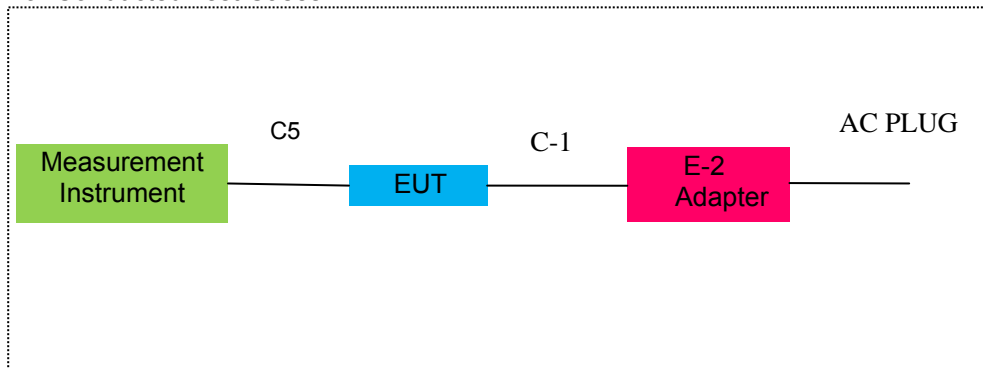 C5
C-1
AC PLUG
Measurement
Instrument
EUT
E-2
Adapter